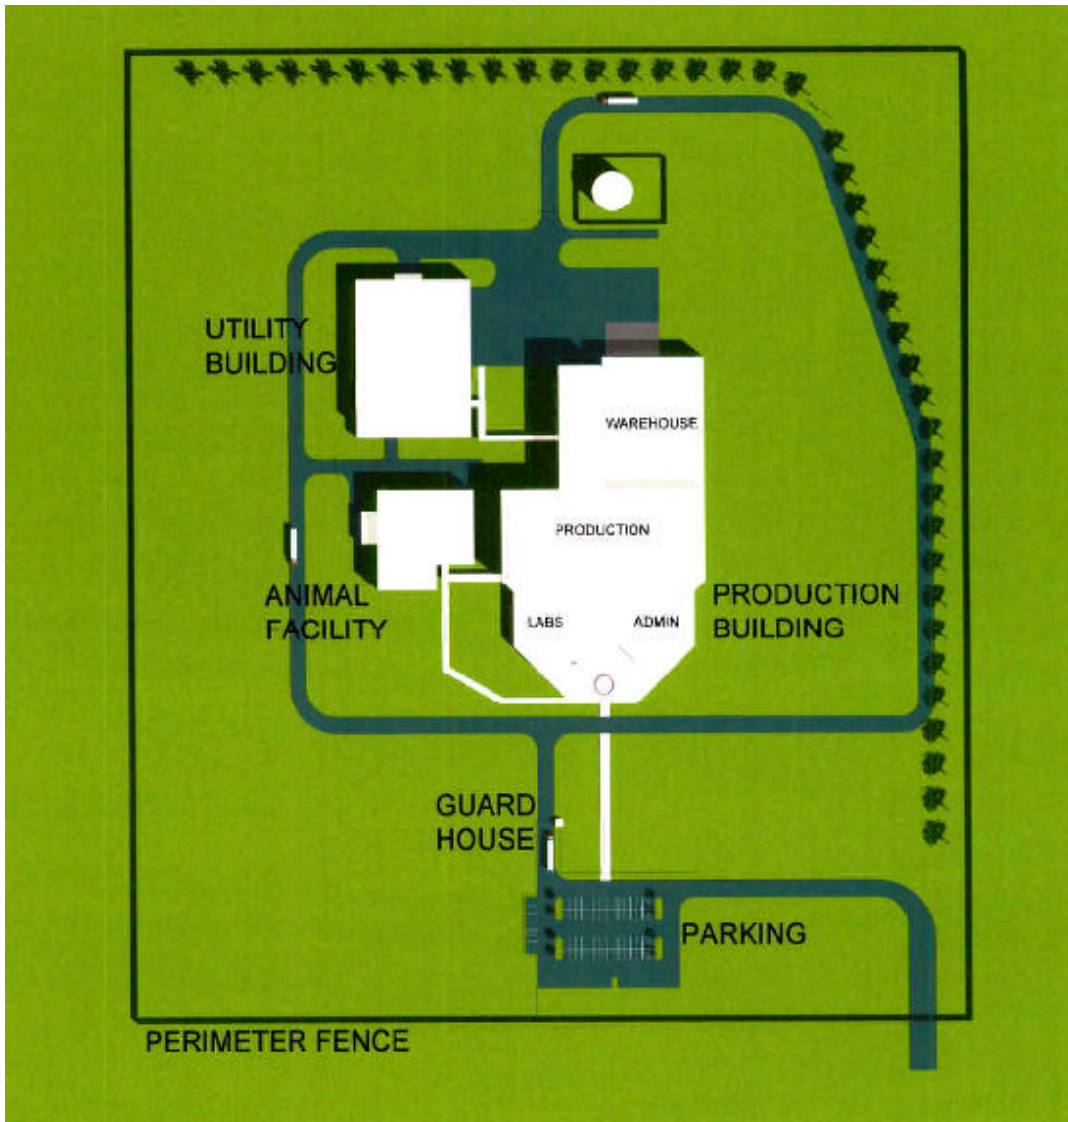 UTILITY
BUILDING
WAREHOUSE
PRODUCTION
ANIMAL
FACILITY
LABS
ADMIN
PRODUCTION
BUILDING
GUARD
HOUSE
PARKING
PERIMETER FENCE